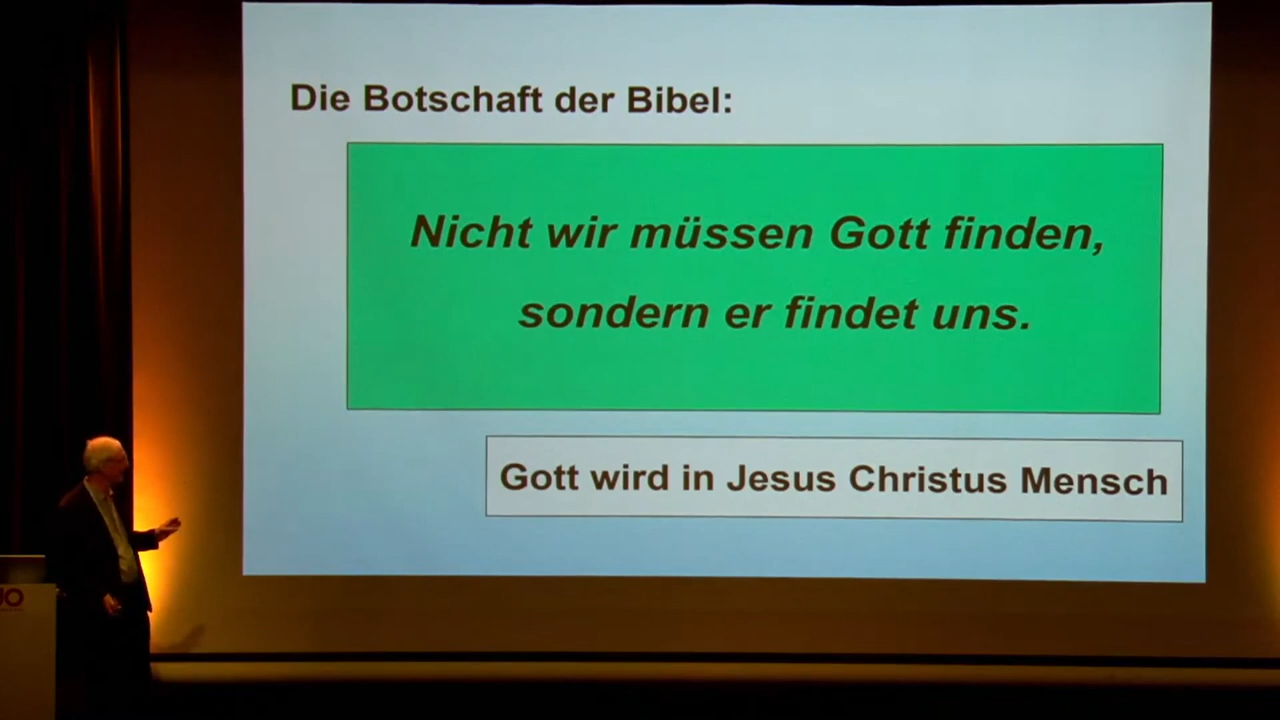 Die Botschaft der Bibel:
Nicht wir müssen Gott finden,
sondern er findet uns.
Gott wird in Jesus Christus Mensch